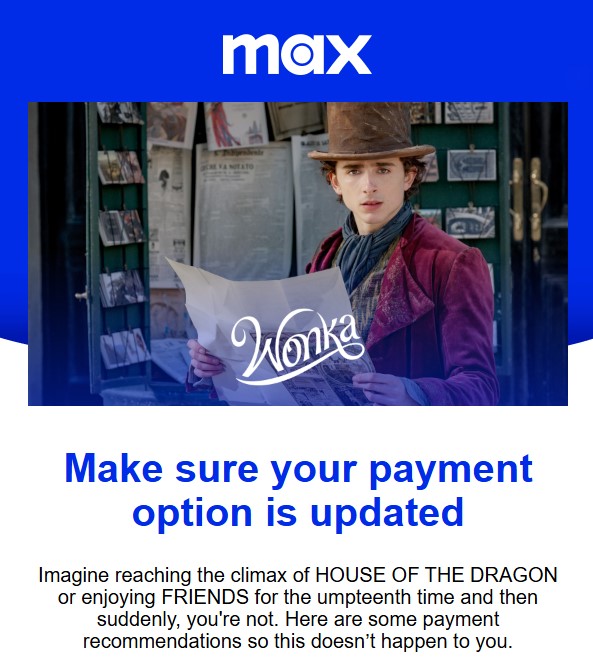 max
Wonka
Make sure your payment
option is updated
Imagine reaching the climax of HOUSE OF THE DRAGON
or enjoying FRIENDS for the umpteenth time and then
suddenly, you're not. Here are some payment
recommendations so this doesn’t happen to you.